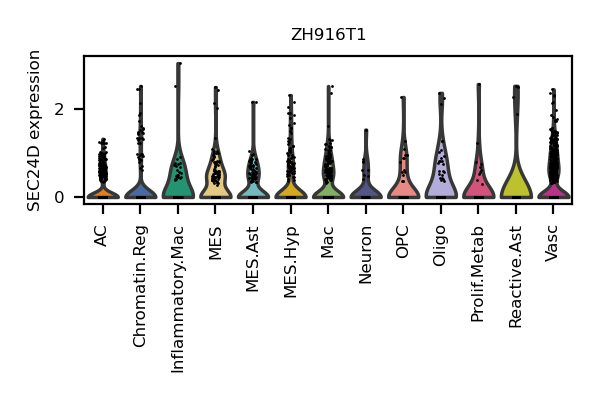 ZH916T1
SEC24D expression
2
0
AC
Chromatin.Reg
Inflammatory.Mac
MES
MES.Ast
MES.Hyp
Mac
Neuron
OPC
Oligo
Prolif.Metab
Reactive.Ast
Vasc